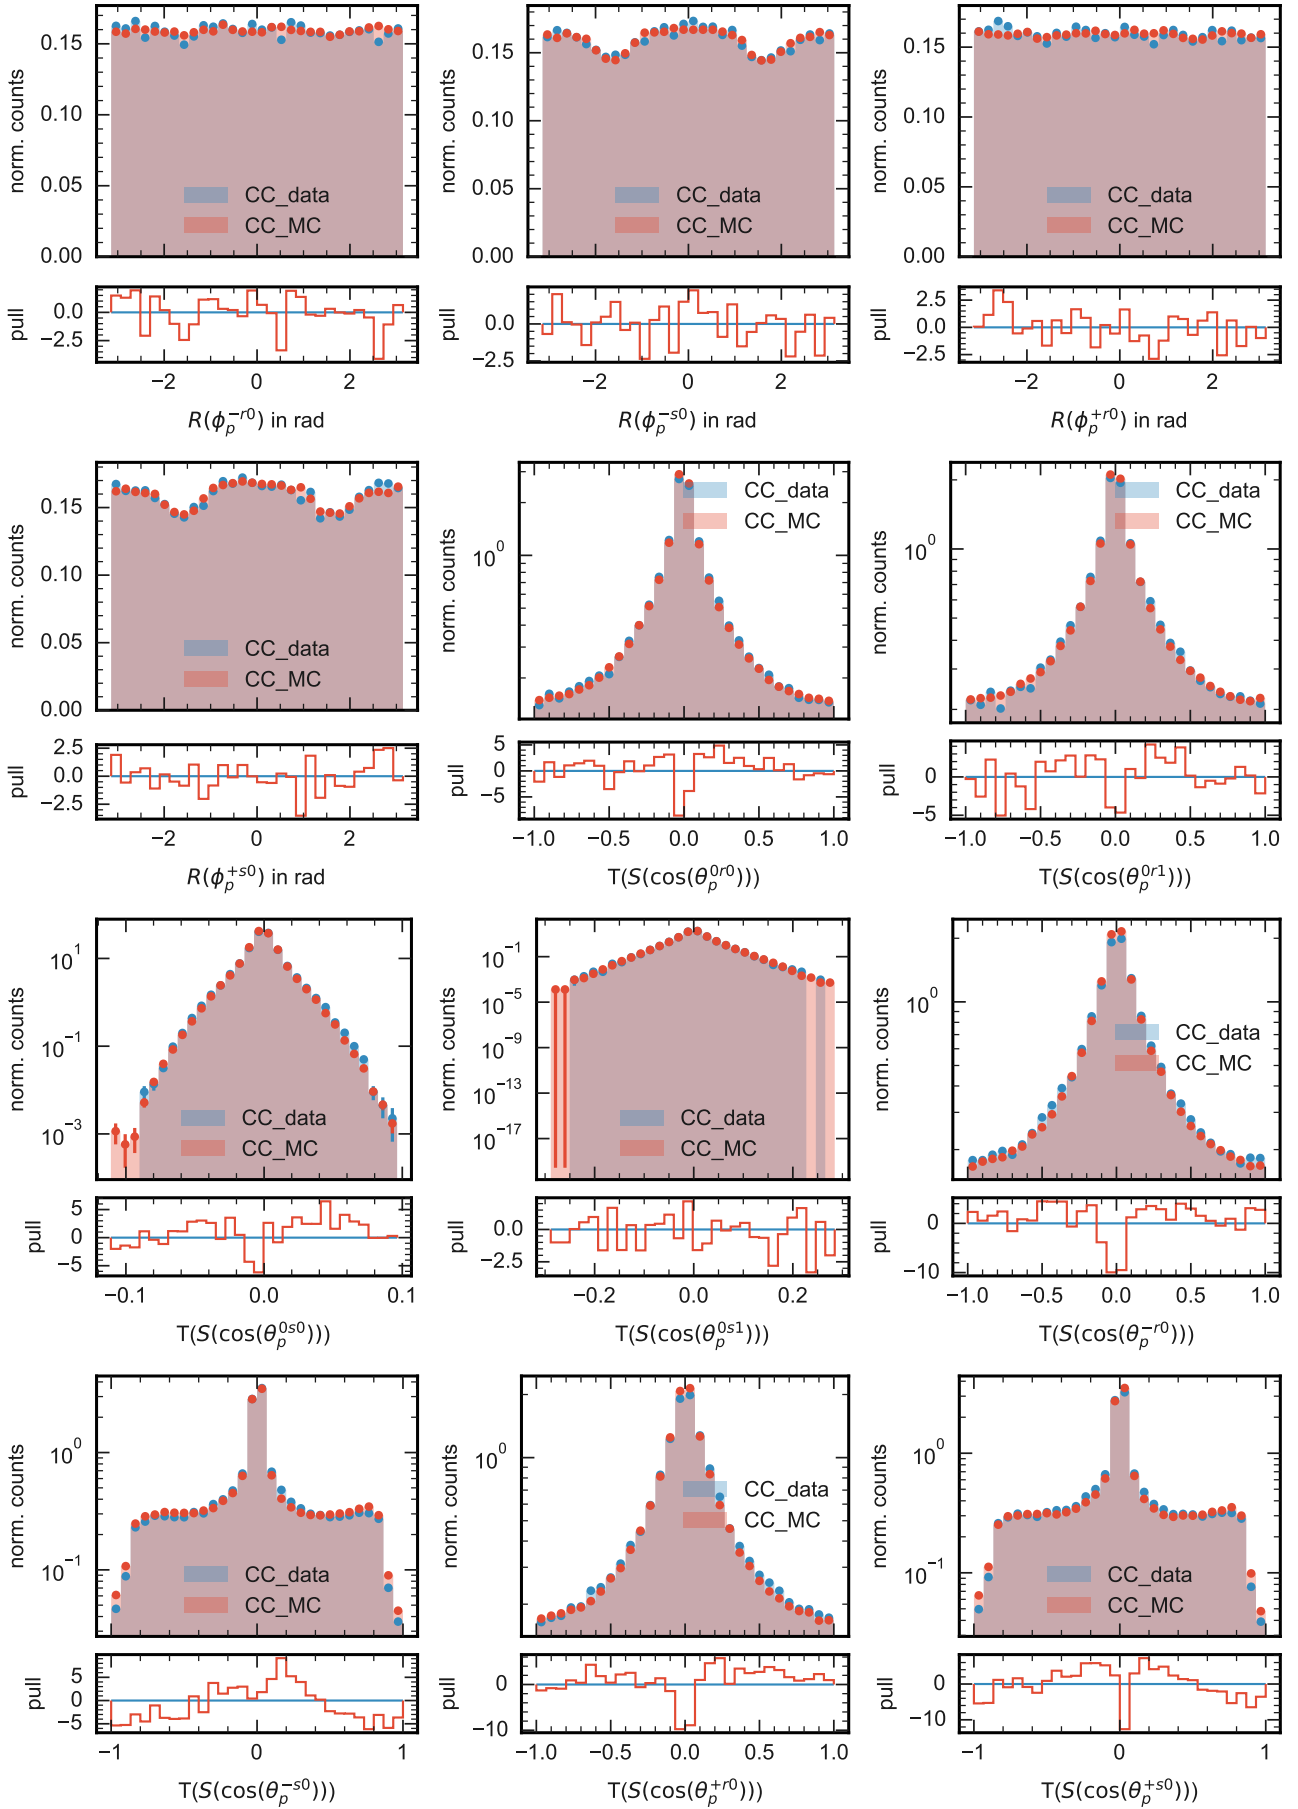 norm. counts
0.15
0.10
0.05
0.00
CC_data
CC_MC
pull
0.0
−2.5
−2 0 2
R(ϕ_p^{−r0}) in rad
norm. counts
0.15
0.10
0.05
0.00
CC_data
CC_MC
pull
0.0
−2.5
−2 0 2
R(ϕ_p^{−s0}) in rad
norm. counts
0.15
0.10
0.05
0.00
CC_data
CC_MC
pull
2.5
0.0
−2.5
−2 0 2
R(ϕ_p^{+r0}) in rad
norm. counts
0.15
0.10
0.05
0.00
CC_data
CC_MC
pull
2.5
0.0
−2.5
−2 0 2
R(ϕ_p^{+s0}) in rad
norm. counts
10^0
CC_data
CC_MC
pull
5
0
−5
−1.0 −0.5 0.0 0.5 1.0
T(S(cos(θ_p^{0r0})))
norm. counts
10^0
CC_data
CC_MC
pull
0
−5
−1.0 −0.5 0.0 0.5 1.0
T(S(cos(θ_p^{0r1})))
norm. counts
10^1
10^{−1}
10^{−3}
CC_data
CC_MC
pull
5
0
−5
−0.1 0.0 0.1
T(S(cos(θ_p^{0s0})))
norm. counts
10^{−1}
10^{−5}
10^{−9}
10^{−13}
10^{−17}
CC_data
CC_MC
pull
0.0
−2.5
−0.2 0.0 0.2
T(S(cos(θ_p^{0s1})))
norm. counts
10^0
CC_data
CC_MC
pull
0
−10
−1.0 −0.5 0.0 0.5 1.0
T(S(cos(θ_p^{−r0})))
norm. counts
10^0
10^{−1}
CC_data
CC_MC
pull
5
0
−5
−1 0 1
T(S(cos(θ_p^{−s0})))
norm. counts
10^0
CC_data
CC_MC
pull
0
−10
−1.0 −0.5 0.0 0.5 1.0
T(S(cos(θ_p^{+r0})))
norm. counts
10^0
10^{−1}
CC_data
CC_MC
pull
0
−10
−1 0 1
T(S(cos(θ_p^{+s0})))